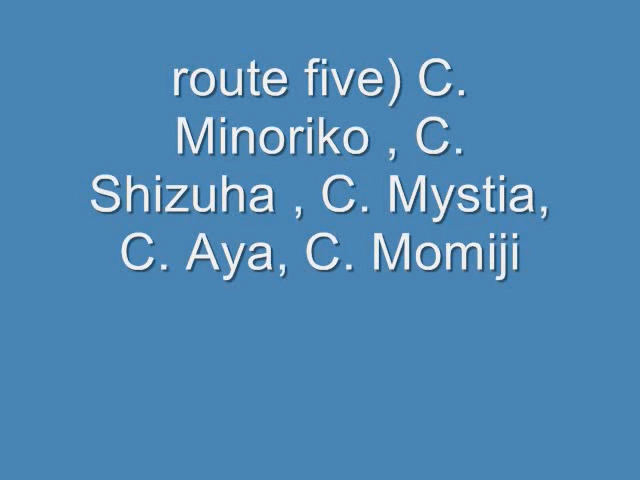 route five) C.
Minoriko , C.
Shizuha , C. Mystia,
C. Aya, C. Momiji